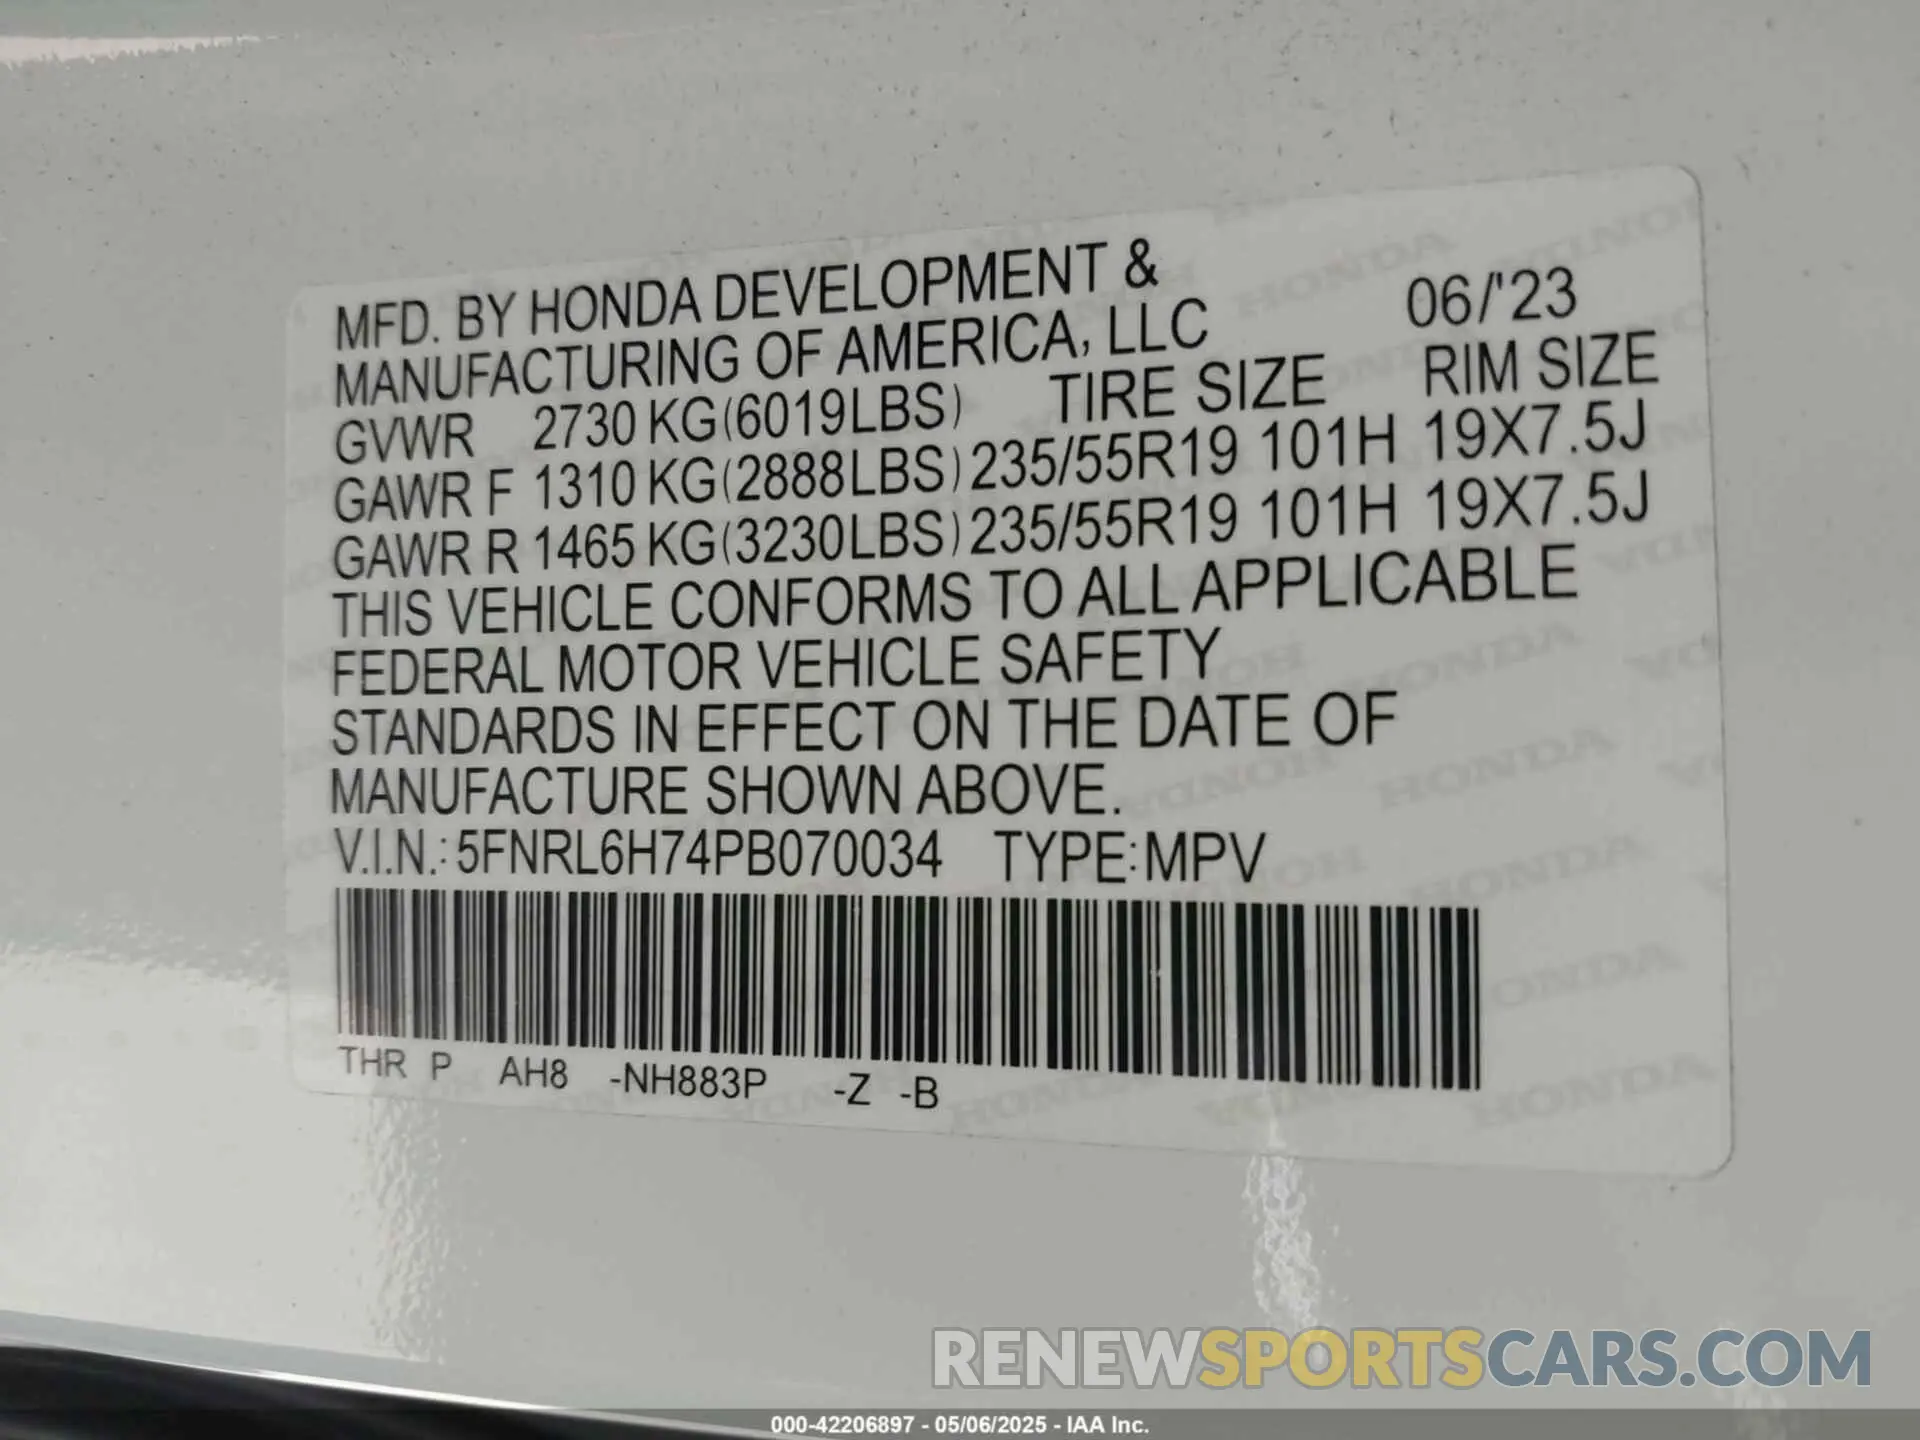 MFD. BY HONDA DEVELOPMENT &
MANUFACTURING OF AMERICA, LLC 06/'23
GVWR 2730 KG(6019LBS) TIRE SIZE RIM SIZE
GAWR F 1310 KG(2888LBS) 235/55R19 101H 19X7.5J
GAWR R 1465 KG(3230LBS) 235/55R19 101H 19X7.5J
THIS VEHICLE CONFORMS TO ALL APPLICABLE
FEDERAL MOTOR VEHICLE SAFETY
STANDARDS IN EFFECT ON THE DATE OF
MANUFACTURE SHOWN ABOVE.
V.I.N.: 5FNRL6H74PB070034 TYPE: MPV
THR P AH8 -NH883P -Z -B
RENEWSPORTSCARS.COM
000-42206897 - 05/06/2025 - IAA Inc.